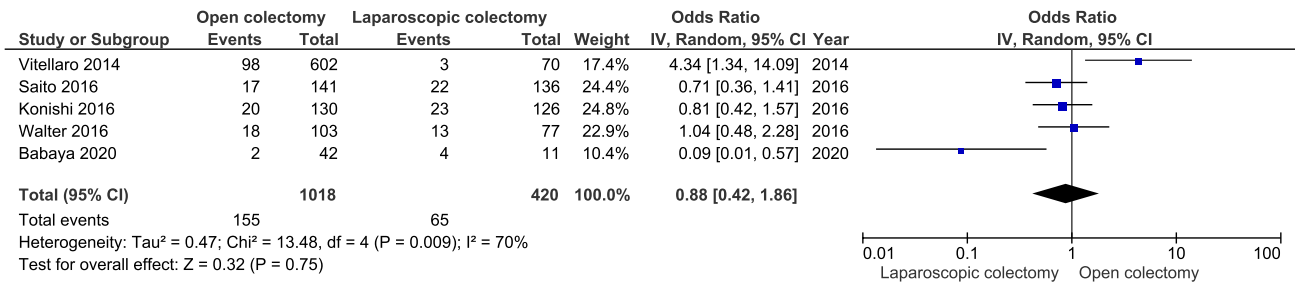 Open colectomy Laparoscopic colectomy Odds Ratio Odds Ratio
Study or Subgroup Events Total Events Total Weight IV, Random, 95% CI Year IV, Random, 95% CI
Vitellaro 2014 98 602 3 70 17.4% 4.34 [1.34, 14.09] 2014
Saito 2016 17 141 22 136 24.4% 0.71 [0.36, 1.41] 2016
Konishi 2016 20 130 23 126 24.8% 0.81 [0.42, 1.57] 2016
Walter 2016 18 103 13 77 22.9% 1.04 [0.48, 2.28] 2016
Babaya 2020 2 42 4 11 10.4% 0.09 [0.01, 0.57] 2020
Total (95% CI) 1018 420 100.0% 0.88 [0.42, 1.86]
Total events 155 65
Heterogeneity: Tau² = 0.47; Chi² = 13.48, df = 4 (P = 0.009); I² = 70%
Test for overall effect: Z = 0.32 (P = 0.75)
0.01 0.1 1 10 100
Laparoscopic colectomy Open colectomy